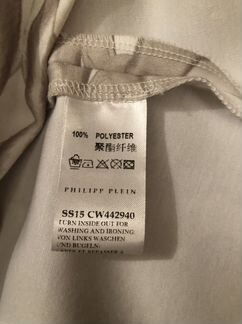 100% POLYESTER
聚酯纤维
PHILIPP PLEIN
SS15 CW442940
TURN INSIDE OUT FOR
WASHING AND IRONING
VON LINKS WASCHEN
UND BUGELN